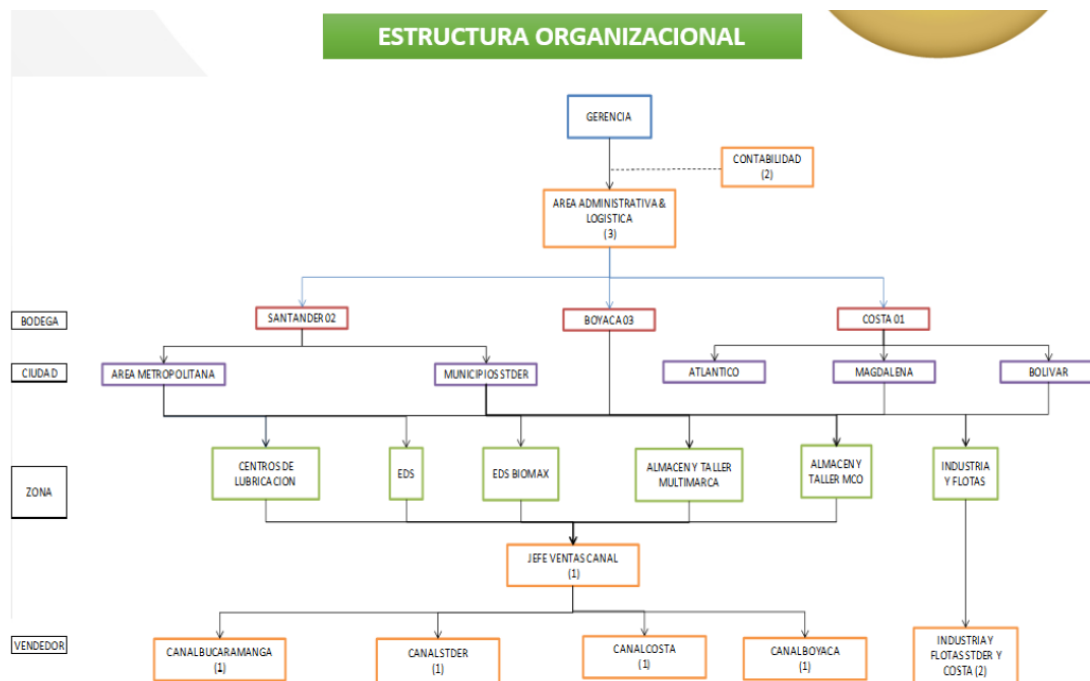 ESTRUCTURA ORGANIZACIONAL
GERENCIA
CONTABILIDAD
(2)
AREA ADMINISTRATIVA &
LOGISTICA
(3)
BODEGA
SANTANDER 02
BOYACA 03
COSTA 01
CIUDAD
AREA METROPOLITANA
MUNICIPIOS STDER
ATLANTICO
MAGDALENA
BOLIVAR
ZONA
CENTROS DE
LUBRICACION
EDS
EDS BIOMAX
ALMACEN Y TALLER
MULTIMARCA
ALMACEN Y
TALLER MCO
INDUSTRIA
Y FLOTAS
JEFE VENTAS CANAL
(1)
VENDEDOR
CANAL BUCARAMANGA
(1)
CANAL STDER
(1)
CANAL COSTA
(1)
CANAL BOYACA
(1)
INDUSTRIA Y
FLOTAS STDER Y
COSTA (2)